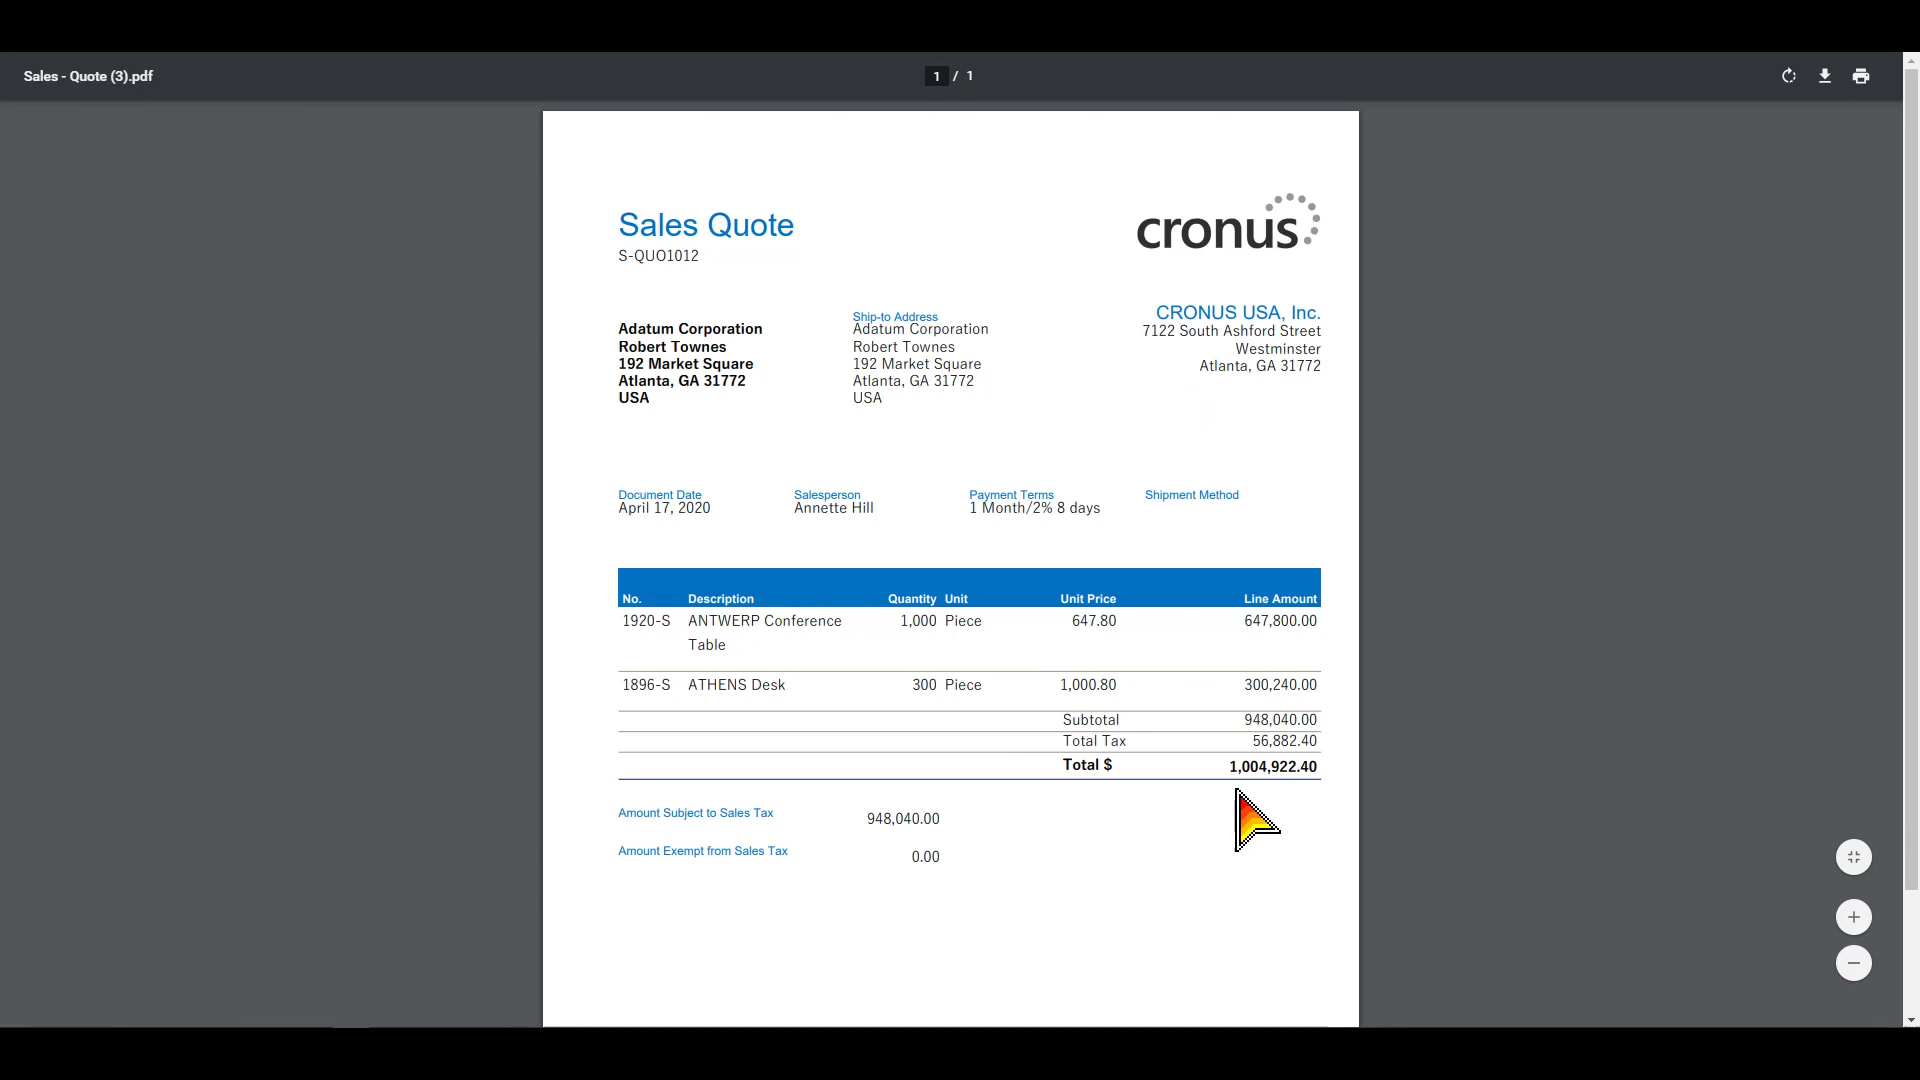 Sales - Quote (3).pdf
1 / 1
Sales Quote
S-QUO1012
cronus
Adatum Corporation
Robert Townes
192 Market Square
Atlanta, GA 31772
USA
Ship-to Address
Adatum Corporation
Robert Townes
192 Market Square
Atlanta, GA 31772
USA
CRONUS USA, Inc.
7122 South Ashford Street
Westminster
Atlanta, GA 31772
Document Date
April 17, 2020
Salesperson
Annette Hill
Payment Terms
1 Month/2% 8 days
Shipment Method
No. Description Quantity Unit Unit Price Line Amount
1920-S ANTWERP Conference 1,000 Piece 647.80 647,800.00
Table
1896-S ATHENS Desk 300 Piece 1,000.80 300,240.00
Subtotal 948,040.00
Total Tax 56,882.40
Total $ 1,004,922.40
Amount Subject to Sales Tax 948,040.00
Amount Exempt from Sales Tax 0.00